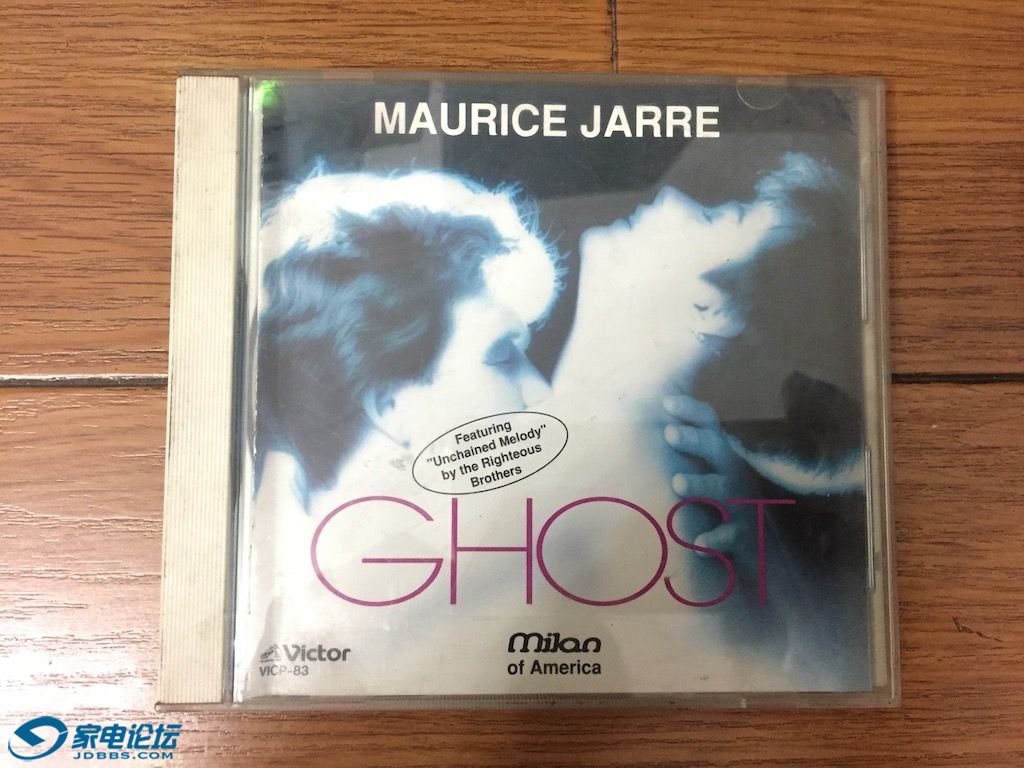 MAURICE JARRE
Featuring
"Unchained Melody"
by the Righteous
Brothers
GHOST
Victor
VICP-83
Milan
of America
家电论坛
JDBBS.COM